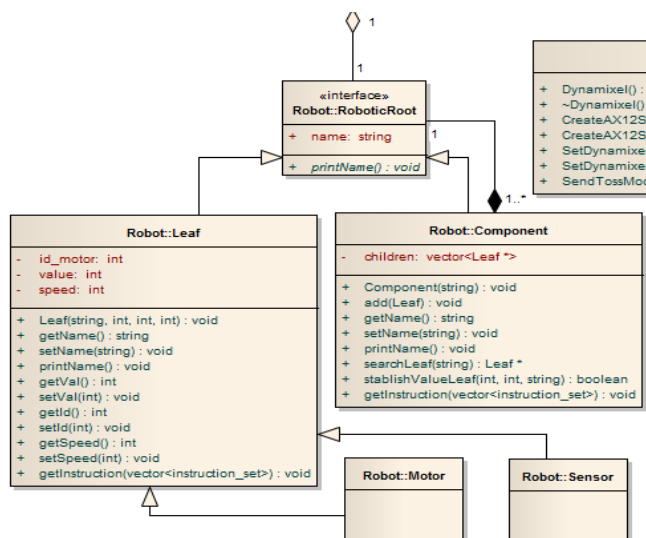 1
1
«interface»
Robot::RoboticRoot
+ name: string
+ printName() : void
1
1..*
Dynamixel() :
+ ~Dynamixel()
+ CreateAX12S
+ CreateAX12S
+ SetDynamixe
+ SetDynamixe
+ SendTossMod
Robot::Leaf
- id_motor: int
- value: int
- speed: int
+ Leaf(string, int, int, int) : void
+ getName() : string
+ setName(string) : void
+ printName() : void
+ getVal() : int
+ setVal(int) : void
+ getId() : int
+ setId(int) : void
+ getSpeed() : int
+ setSpeed(int) : void
+ getInstruction(vector<instruction_set>) : void
Robot::Component
- children: vector<Leaf *>
+ Component(string) : void
+ add(Leaf) : void
+ getName() : string
+ setName(string) : void
+ printName() : void
+ searchLeaf(string) : Leaf *
+ stablishValueLeaf(int, int, string) : boolean
+ getInstruction(vector<instruction_set>) : void
Robot::Motor
Robot::Sensor